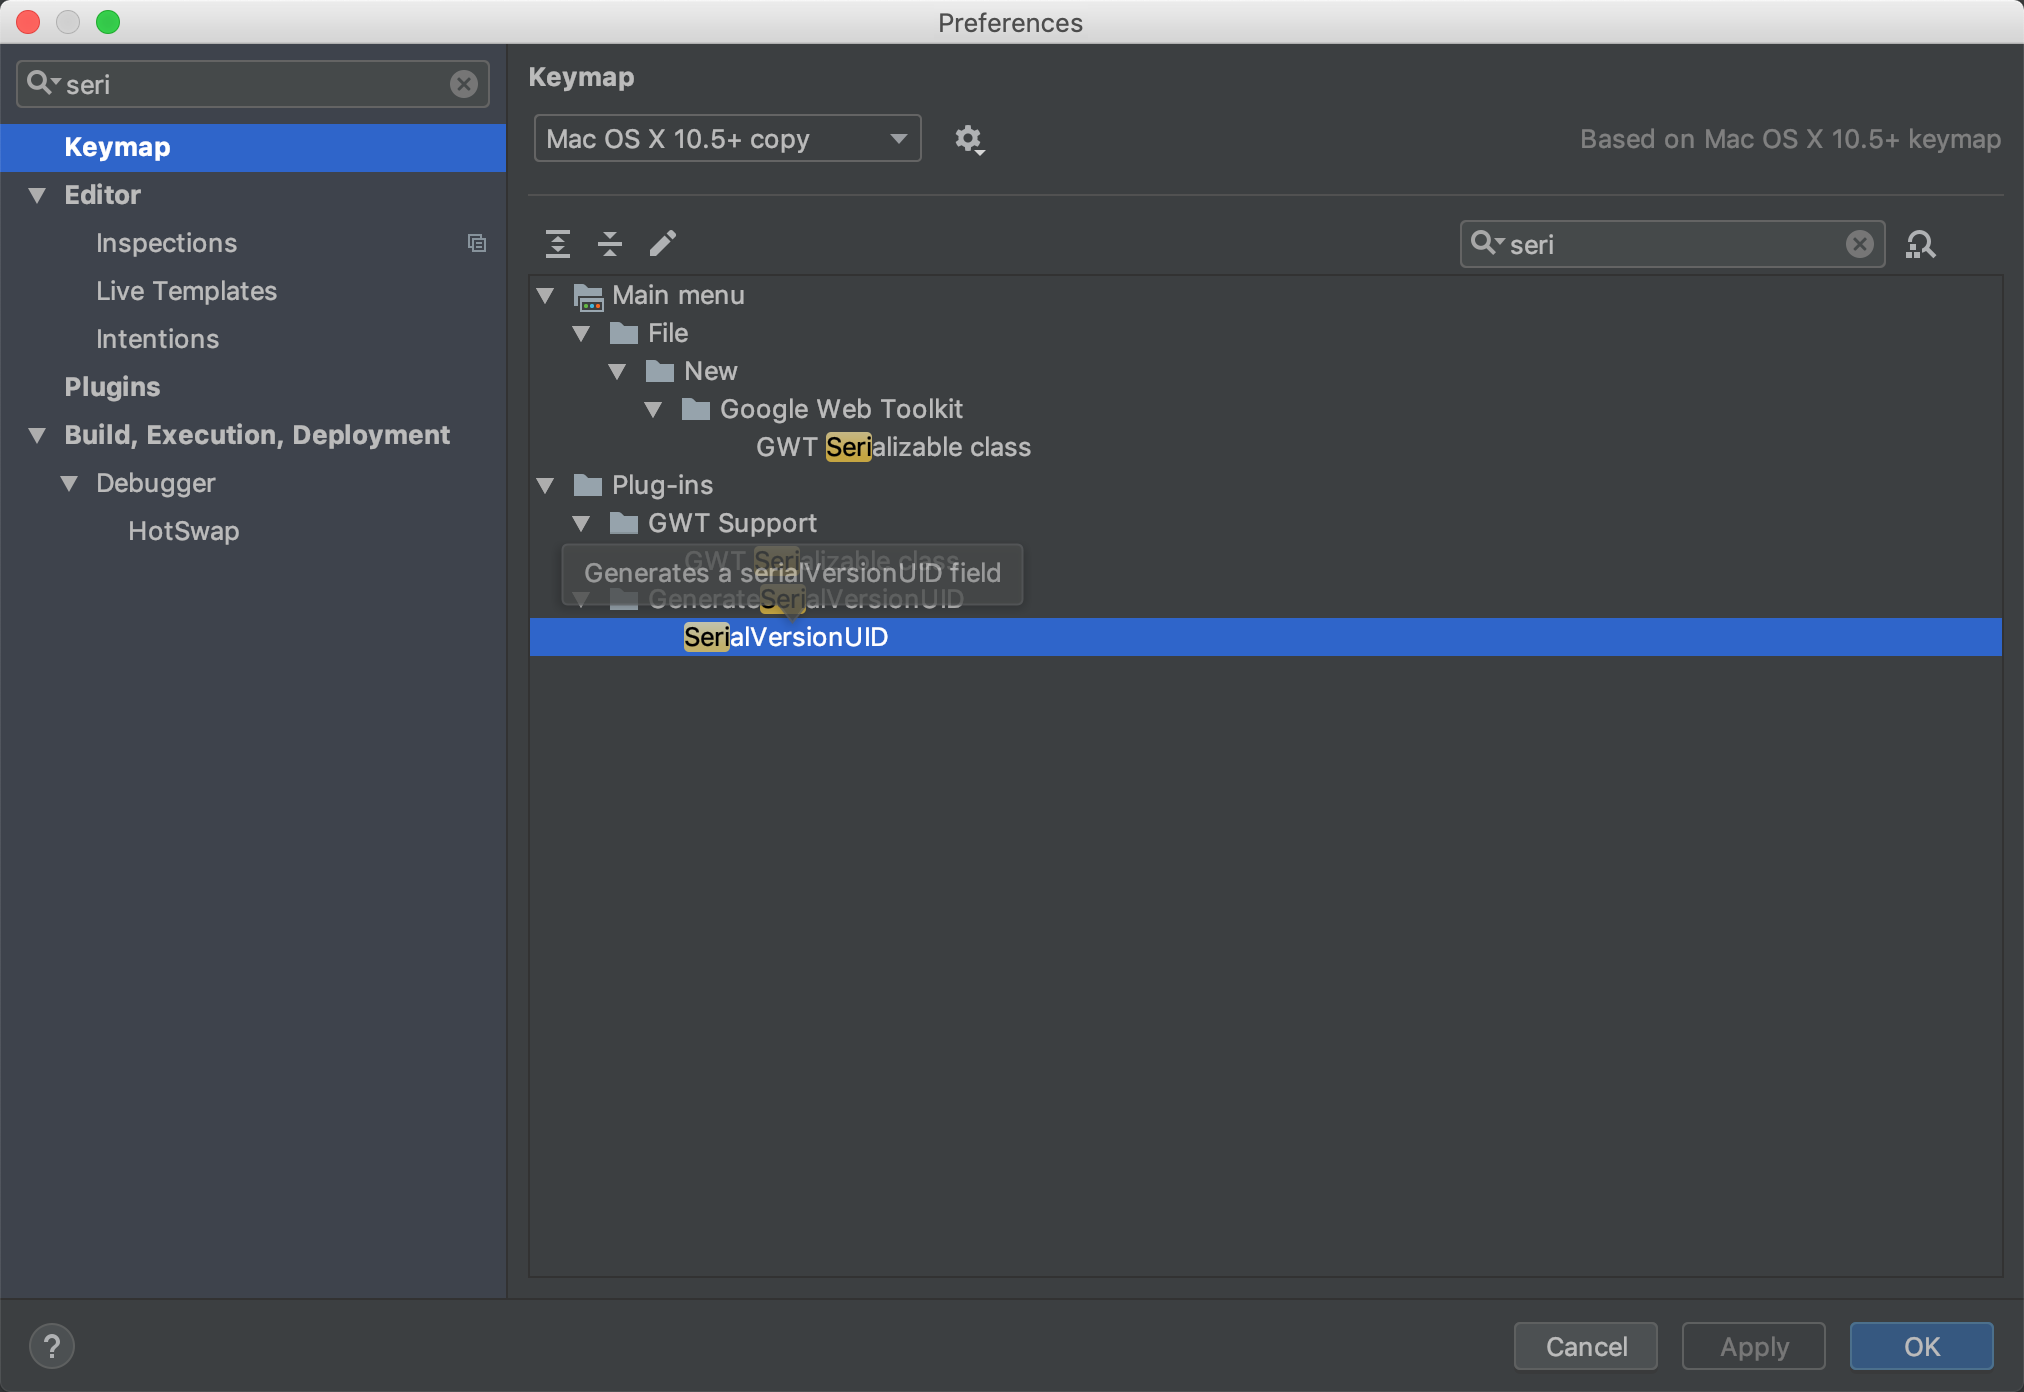 Preferences
seri
Keymap
Editor
Inspections
Live Templates
Intentions
Plugins
Build, Execution, Deployment
Debugger
HotSwap
Keymap
Mac OS X 10.5+ copy
Based on Mac OS X 10.5+ keymap
seri
Main menu
File
New
Google Web Toolkit
GWT Serializable class
Plug-ins
GWT Support
GWT Serializable class
Generates a serialVersionUID field
GenerateSerialVersionUID
SerialVersionUID
?
Cancel
Apply
OK